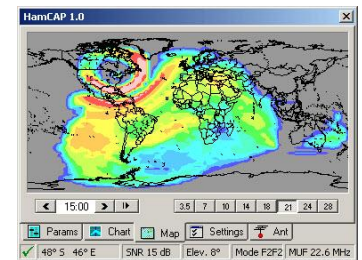 HamCAP 1.0
15:00 3.5 7 10 14 18 21 24 28
Params Chart Map Settings Ant
48° S 46° E SNR 15 dB Elev. 8° Mode F2F2 MUF 22.6 MHz